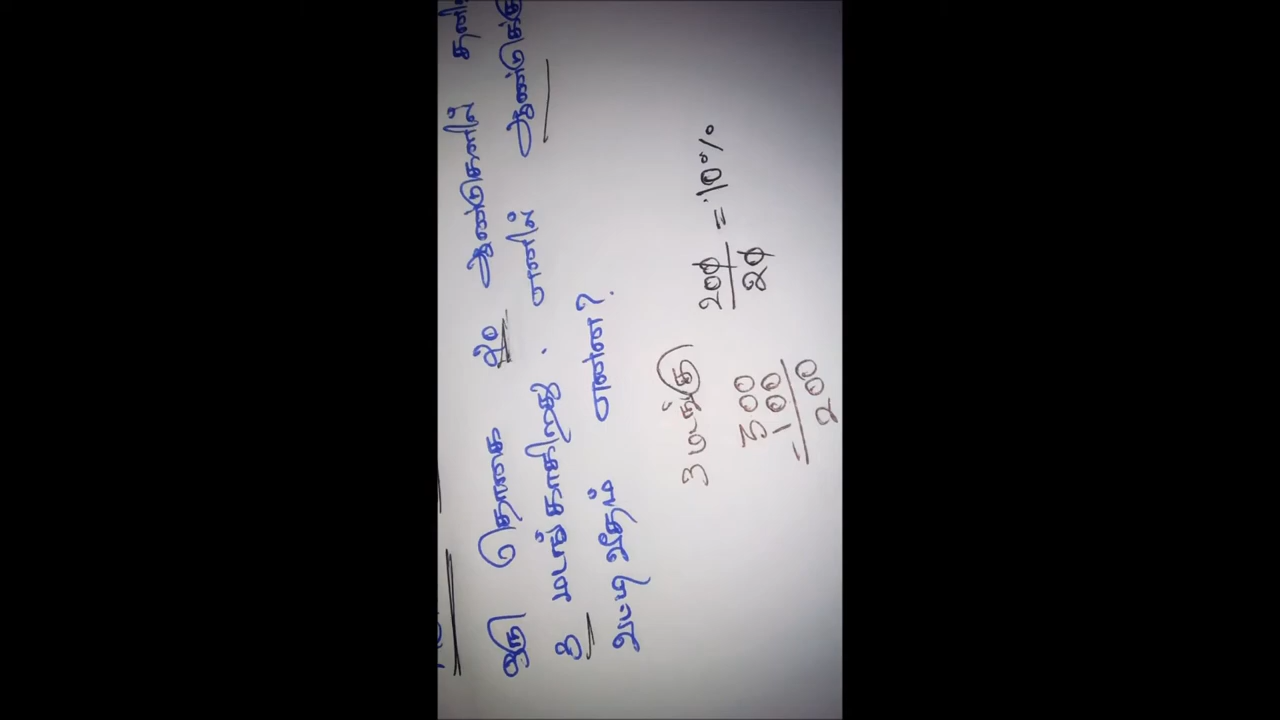 ஒரு தொகை 20 ஆண்டுகளில்
3 மடங்காகிறது. எனில் ஆண்டுக்கு
வட்டி வீதம் என்ன?
3 மடங்கு
300
-100
200
200/20 = 10%